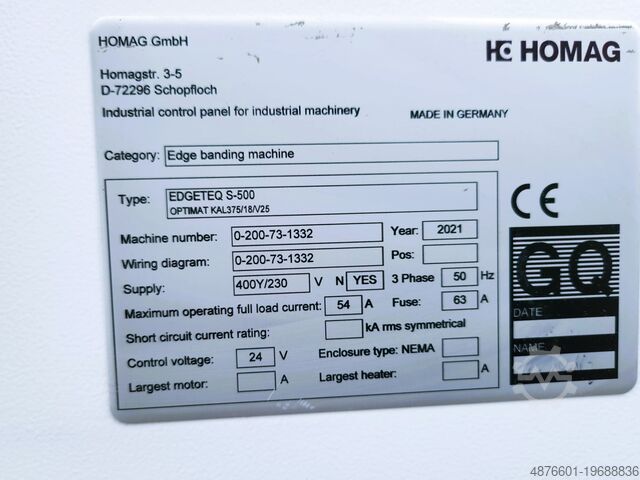 HOMAG GmbH
HOMAG
Homagstr. 3-5
D-72296 Schopfloch
Industrial control panel for industrial machinery MADE IN GERMANY
Category: Edge banding machine
Type: EDGETEQ S-500
OPTIMAT KAL375/18/V25
CE
Machine number: 0-200-73-1332 Year: 2021
Wiring diagram: 0-200-73-1332 Pos:
Supply: 400Y/230 V N YES 3 Phase 50 Hz
Maximum operating full load current: 54 A Fuse: 63 A
Short circuit current rating: kA rms symmetrical
Control voltage: 24 V Enclosure type: NEMA
Largest motor: A Largest heater: A
GQ
DATE
NAME
4876601-19688836